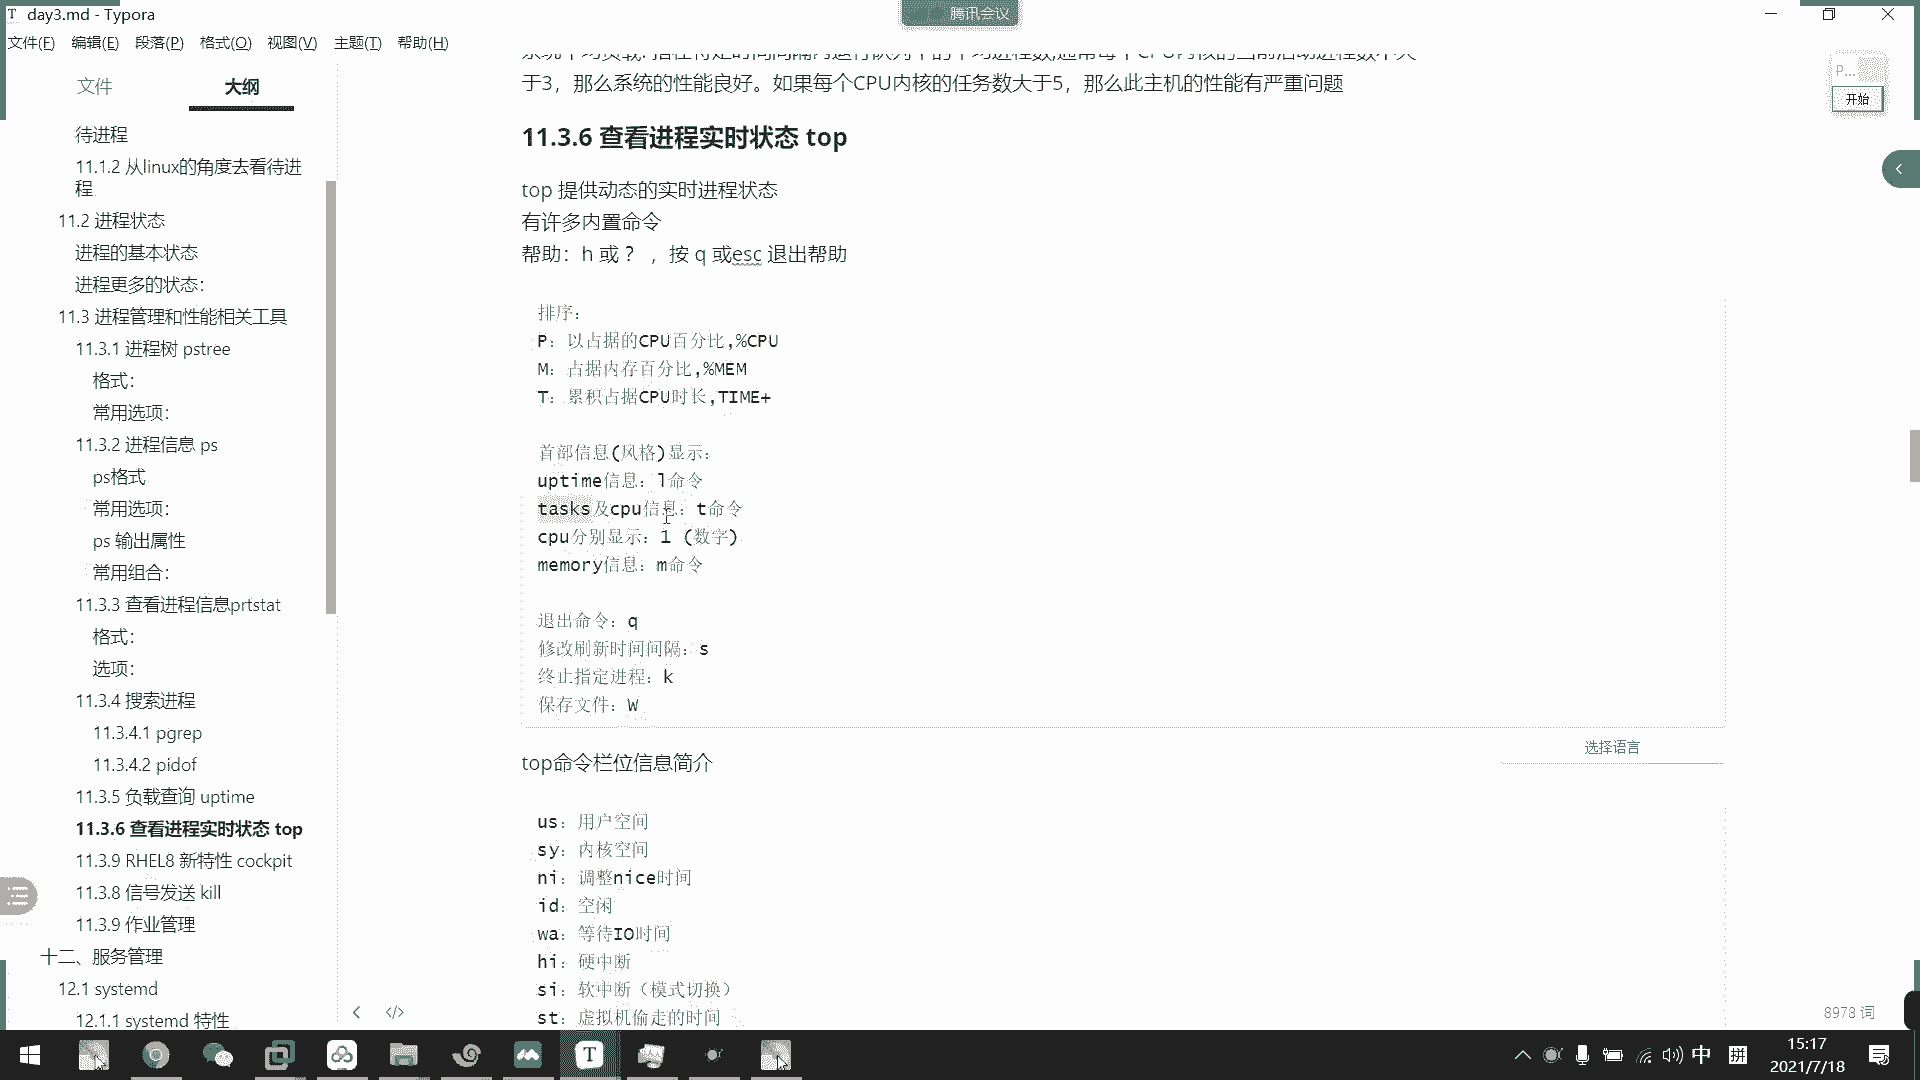 day3.md - Typora
腾讯会议
文件(F) 编辑(E) 段落(P) 格式(O) 视图(V) 主题(T) 帮助(H)
文件 大纲
待进程
11.1.2 从linux的角度去看待进
程
11.2 进程状态
进程的基本状态
进程更多的状态:
11.3 进程管理和性能相关工具
11.3.1 进程树 pstree
格式:
常用选项:
11.3.2 进程信息 ps
ps格式
常用选项:
ps 输出属性
常用组合:
11.3.3 查看进程信息prtstat
格式:
选项:
11.3.4 搜索进程
11.3.4.1 pgrep
11.3.4.2 pidof
11.3.5 负载查询 uptime
11.3.6 查看进程实时状态 top
11.3.9 RHEL8 新特性 cockpit
11.3.8 信号发送 kill
11.3.9 作业管理
十二、服务管理
12.1 systemd
12.1.1 systemd 特性
于3，那么系统的性能良好。如果每个CPU内核的任务数大于5，那么此主机的性能有严重问题
11.3.6 查看进程实时状态 top
top 提供动态的实时进程状态
有许多内置命令
帮助：h 或？ ，按 q 或esc 退出帮助
排序：
P：以占据的CPU百分比,%CPU
M：占据内存百分比,%MEM
T：累积占据CPU时长,TIME+
首部信息(风格)显示：
uptime信息：l命令
tasks及cpu信息：t命令
cpu分别显示：1 (数字)
memory信息：m命令
退出命令：q
修改刷新时间间隔：s
终止指定进程：k
保存文件：W
选择语言
top命令栏位信息简介
us：用户空间
sy：内核空间
ni：调整nice时间
id：空闲
wa：等待IO时间
hi：硬中断
si：软中断（模式切换）
st：虚拟机偷走的时间
8978 词
P...
开始
中
拼
15:17
2021/7/18